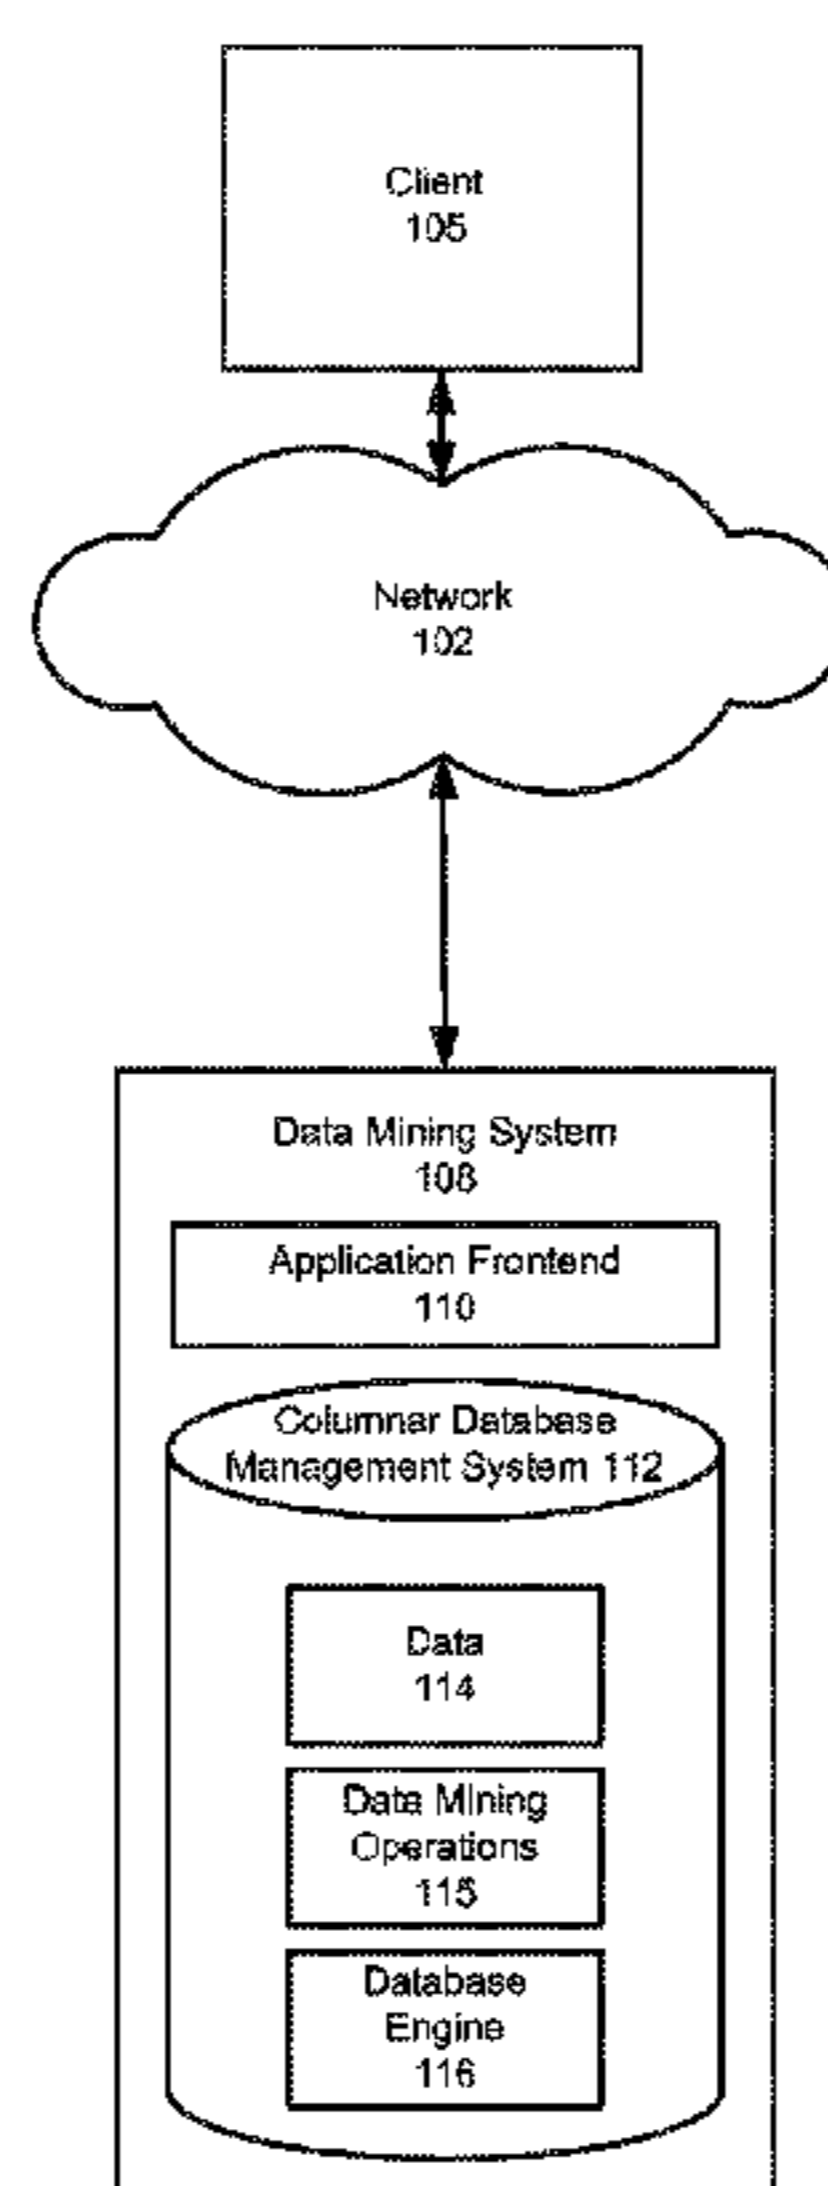 Client
105
Network
102
Data Mining System
108
Application Frontend
110
Columnar Database
Management System 112
Data
114
Data Mining
Operations
115
Database
Engine
116